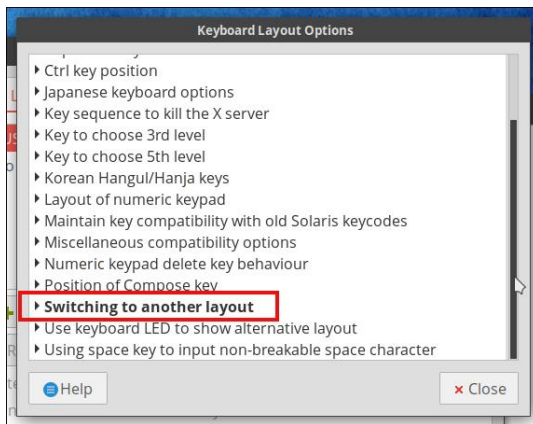 Keyboard Layout Options
Ctrl key position
Japanese keyboard options
Key sequence to kill the X server
Key to choose 3rd level
Key to choose 5th level
Korean Hangul/Hanja keys
Layout of numeric keypad
Maintain key compatibility with old Solaris keycodes
Miscellaneous compatibility options
Numeric keypad delete key behaviour
Position of Compose key
Switching to another layout
Use keyboard LED to show alternative layout
Using space key to input non-breakable space character
Help
Close